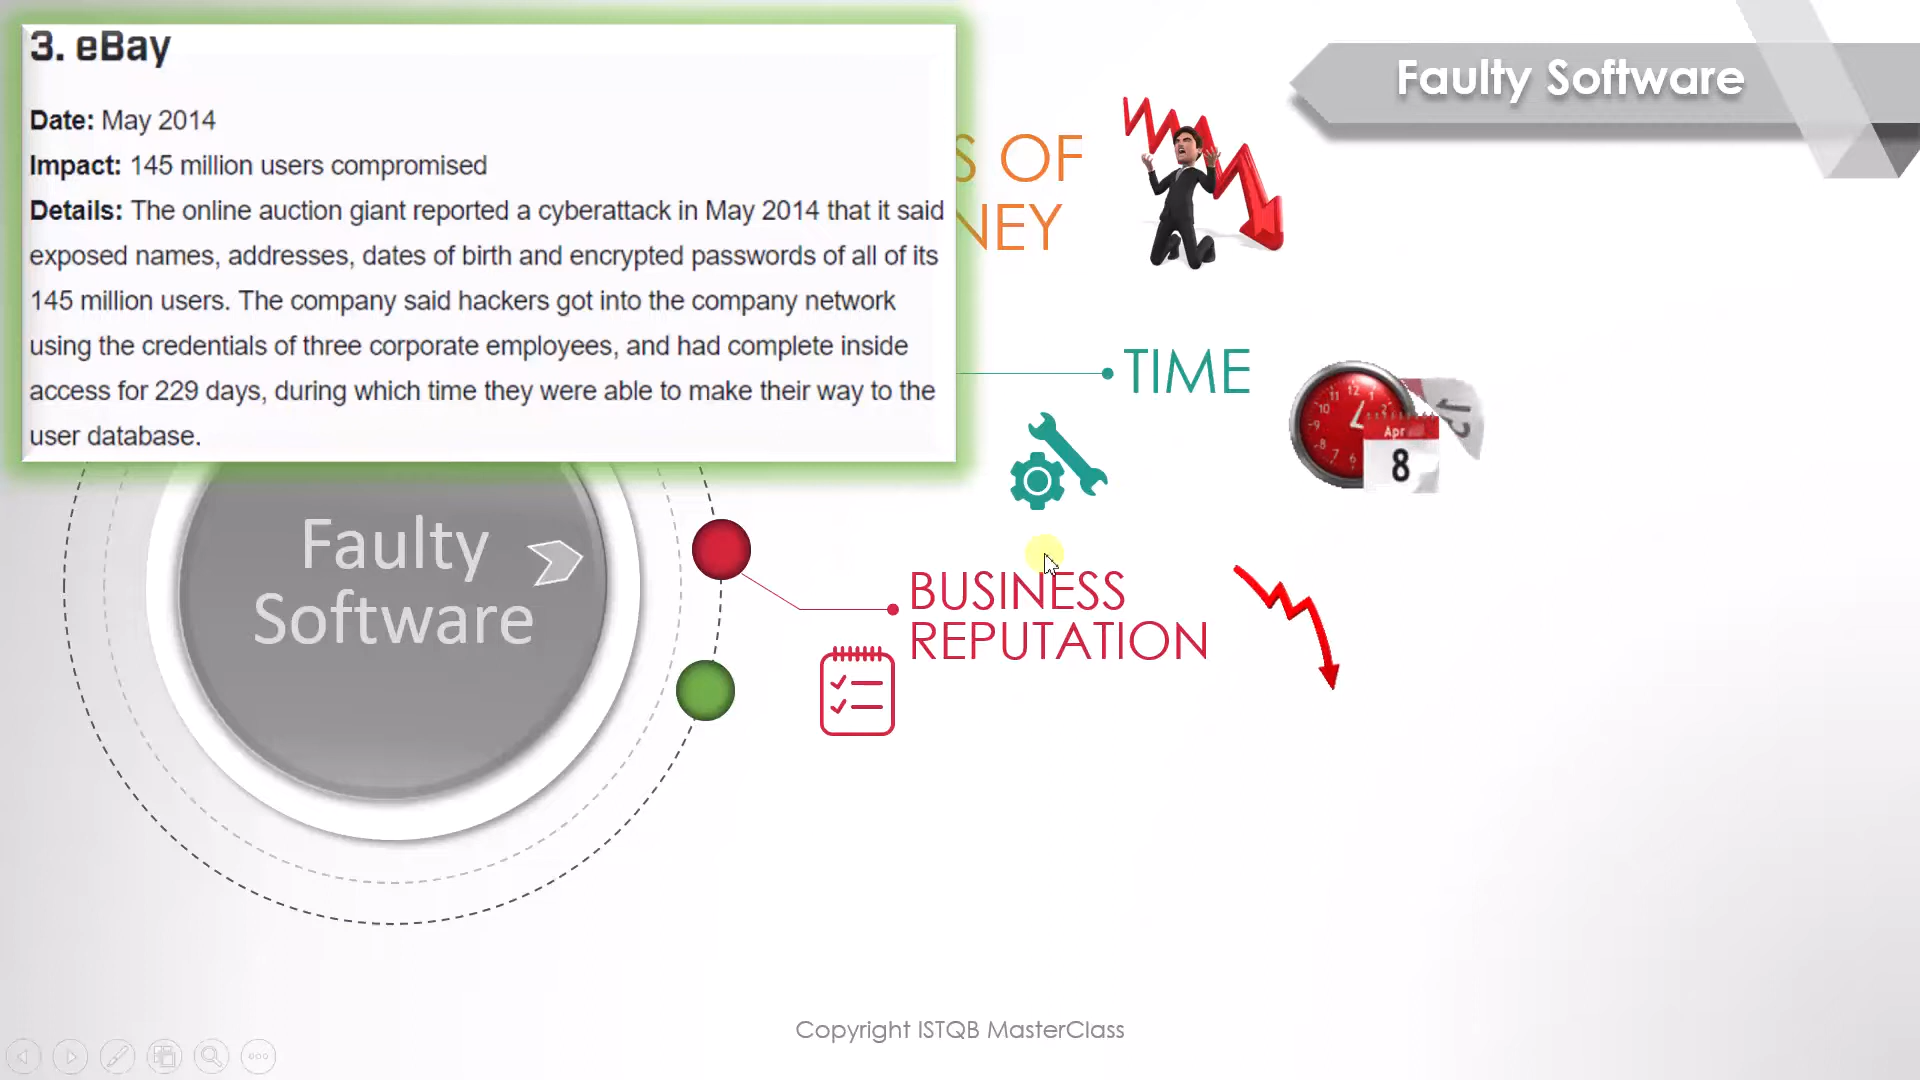 3. eBay
Date: May 2014
Impact: 145 million users compromised
Details: The online auction giant reported a cyberattack in May 2014 that it said
exposed names, addresses, dates of birth and encrypted passwords of all of its
145 million users. The company said hackers got into the company network
using the credentials of three corporate employees, and had complete inside
access for 229 days, during which time they were able to make their way to the
user database.
Faulty Software
S OF
NEY
TIME
Apr
8
Faulty
Software
BUSINESS
REPUTATION
Copyright ISTQB MasterClass